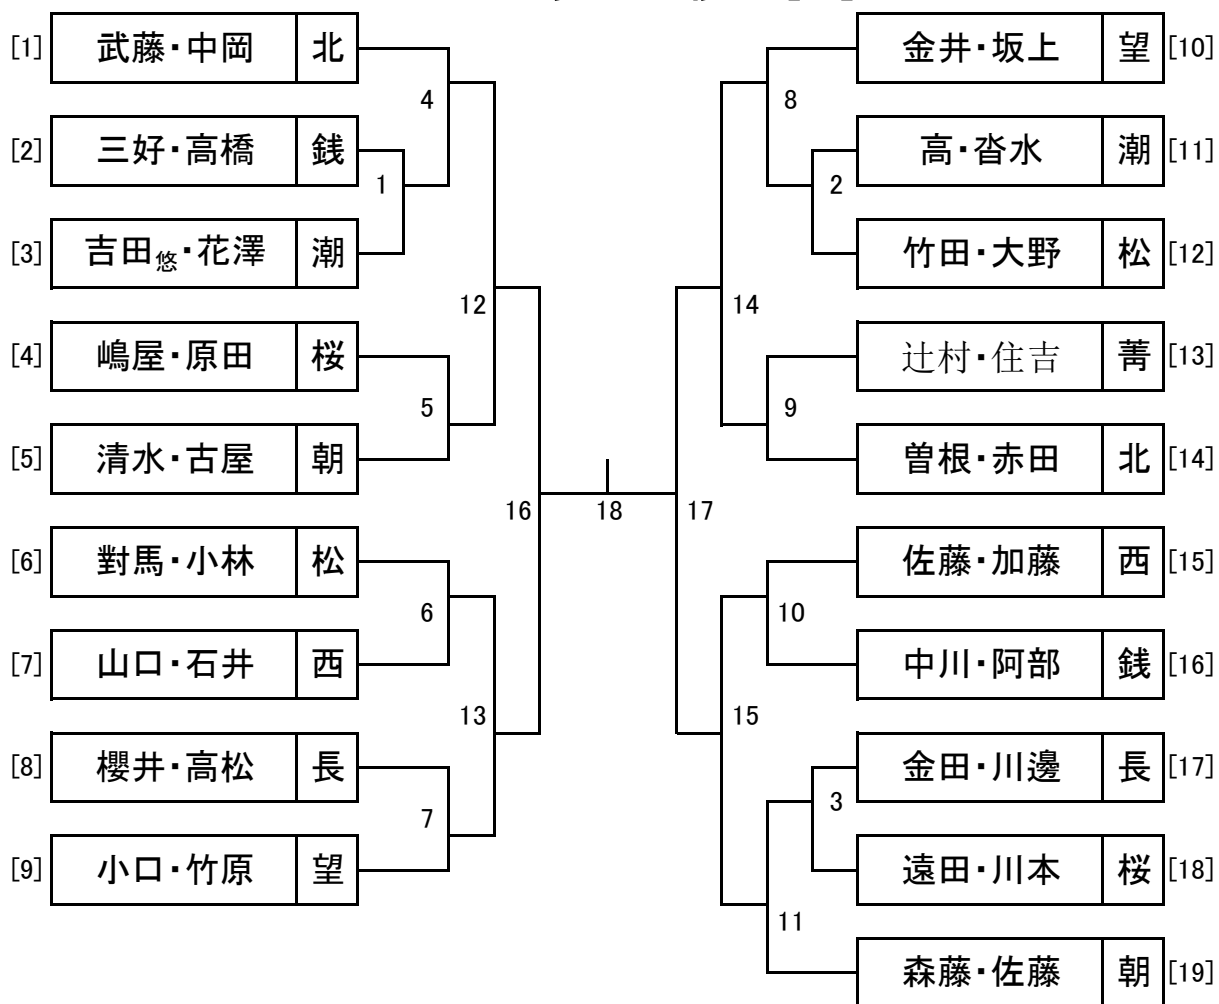 [1] 武藤・中岡 北
4
[2] 三好・高橋 銭
1
[3] 吉田悠・花澤 潮
12
[4] 嶋屋・原田 桜
5
[5] 清水・古屋 朝
16
[6] 對馬・小林 松
6
[7] 山口・石井 西
13
[8] 櫻井・高松 長
7
[9] 小口・竹原 望
18
金井・坂上 望 [10]
8
高・沓水 潮 [11]
2
竹田・大野 松 [12]
14
辻村・住吉 菁 [13]
9
曽根・赤田 北 [14]
17
佐藤・加藤 西 [15]
10
中川・阿部 銭 [16]
15
金田・川邊 長 [17]
3
遠田・川本 桜 [18]
11
森藤・佐藤 朝 [19]